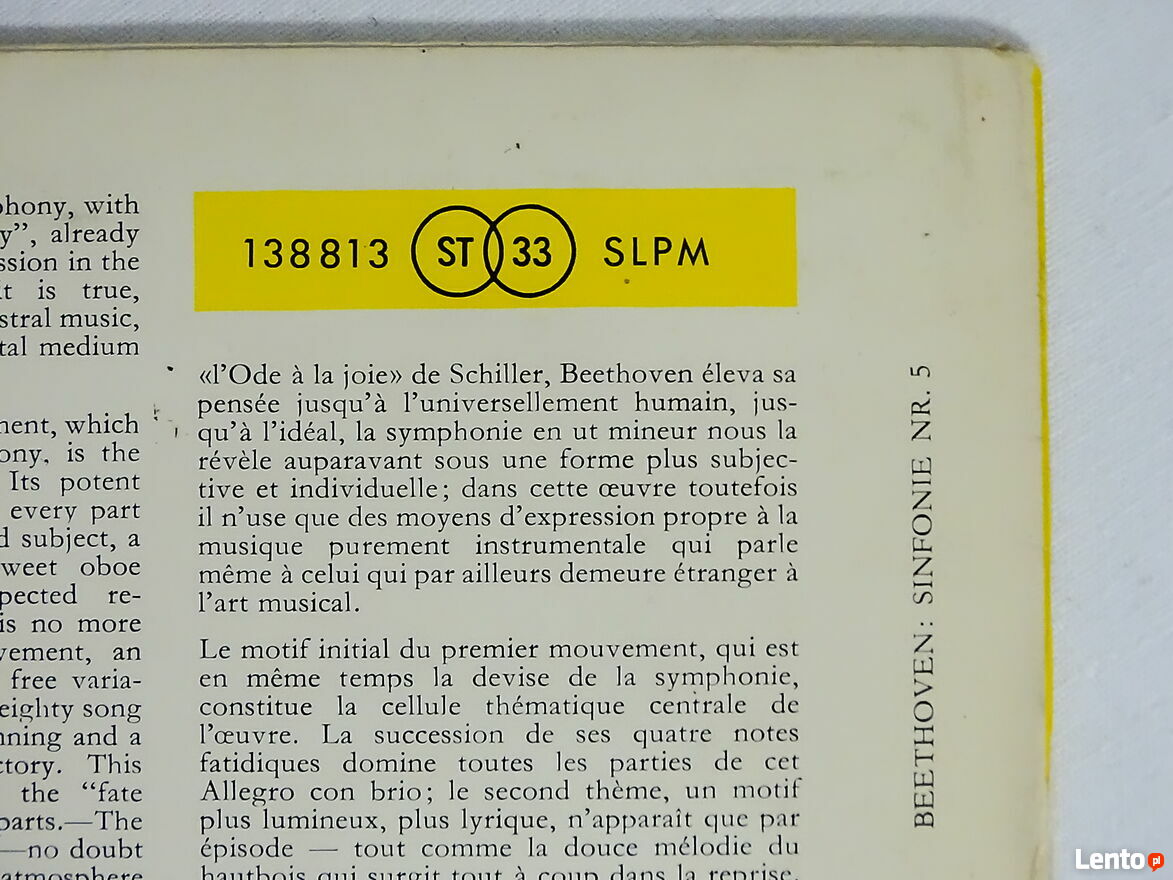 phony, with
y”, already
ssion in the
t is true,
stral music,
tal medium
nent, which
ony, is the
Its potent
every part
d subject, a
weet oboe
pected re-
is no more
vement, an
free varia-
eighty song
nning and a
ctory. This
the “fate
parts.—The
—no doubt
atmosphere
138813 ST 33 SLPM
«l’Ode à la joie» de Schiller, Beethoven éleva sa
pensée jusqu’à l’universellement humain, jus-
qu’à l’idéal, la symphonie en ut mineur nous la
révèle auparavant sous une forme plus subjec-
tive et individuelle; dans cette œuvre toutefois
il n’use que des moyens d’expression propre à la
musique purement instrumentale qui parle
même à celui qui par ailleurs demeure étranger à
l’art musical.
Le motif initial du premier mouvement, qui est
en même temps la devise de la symphonie,
constitue la cellule thématique centrale de
l’œuvre. La succession de ses quatre notes
fatidiques domine toutes les parties de cet
Allegro con brio; le second thème, un motif
plus lumineux, plus lyrique, n’apparaît que par
épisode — tout comme la douce mélodie du
hautbois qui surgit tout à coup dans la reprise.
BEETHOVEN: SINFONIE NR. 5
Lento pl